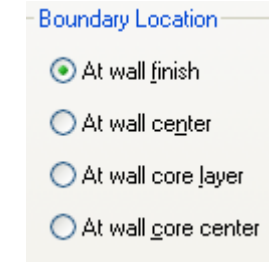 Boundary Location
At wall finish
At wall center
At wall core layer
At wall core center